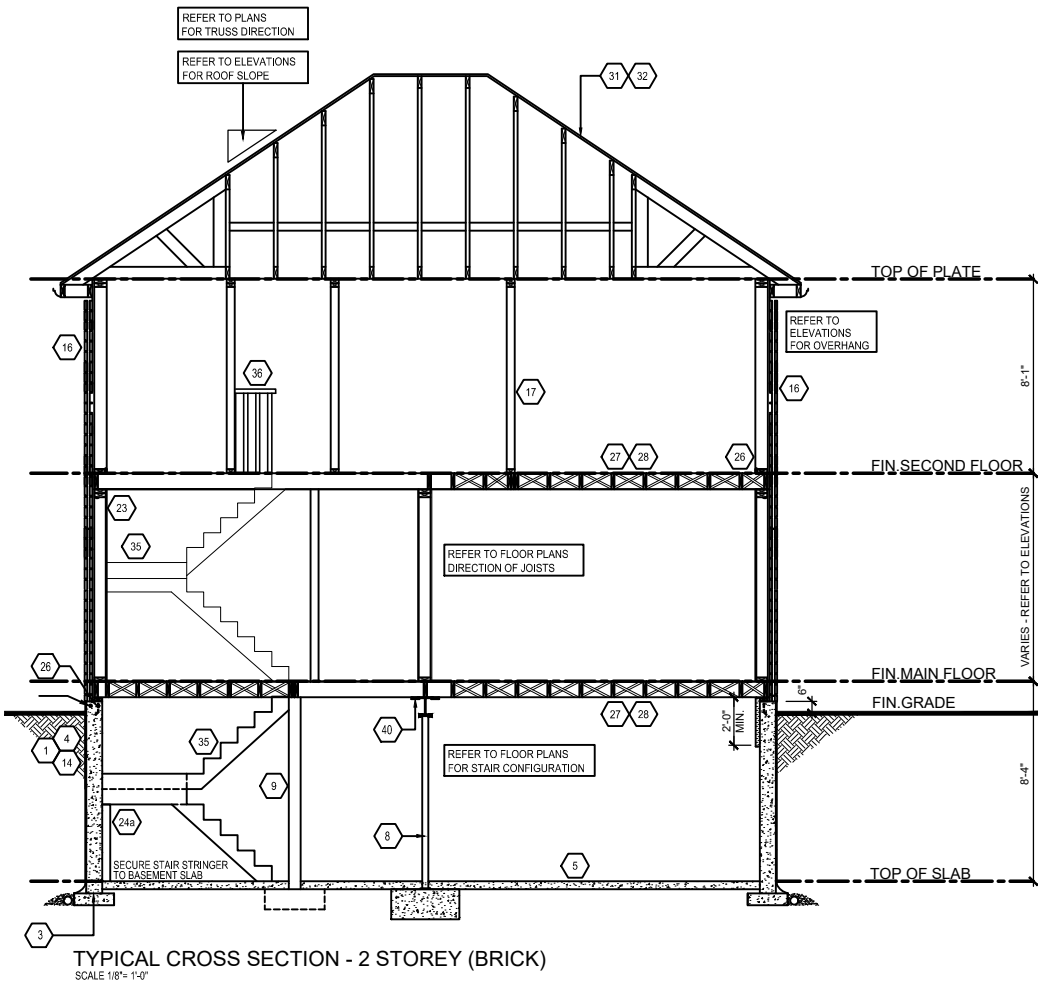 REFER TO PLANS
FOR TRUSS DIRECTION
REFER TO ELEVATIONS
FOR ROOF SLOPE
31
32
TOP OF PLATE
REFER TO
ELEVATIONS
FOR OVERHANG
16
36
17
16
8'-1"
27
28
26
FIN.SECOND FLOOR
23
35
REFER TO FLOOR PLANS
DIRECTION OF JOISTS
VARIES - REFER TO ELEVATIONS
26
FIN.MAIN FLOOR
6"
FIN.GRADE
1
4
14
35
40
27
28
2'-0"
MIN.
REFER TO FLOOR PLANS
FOR STAIR CONFIGURATION
9
8'-4"
24a
8
SECURE STAIR STRINGER
TO BASEMENT SLAB
5
TOP OF SLAB
3
TYPICAL CROSS SECTION - 2 STOREY (BRICK)
SCALE 1/8"= 1'-0"